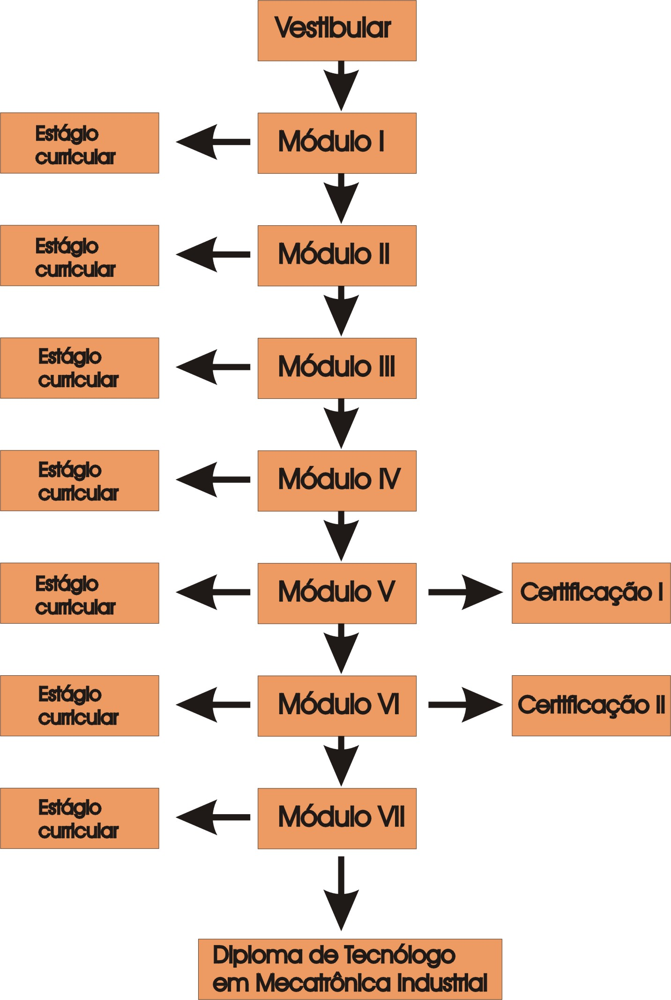 Vestibular
Estágio
curricular
Módulo I
Estágio
curricular
Módulo II
Estágio
curricular
Módulo III
Estágio
curricular
Módulo IV
Estágio
curricular
Módulo V
Certificação I
Estágio
curricular
Módulo VI
Certificação II
Estágio
curricular
Módulo VII
Diploma de Tecnólogo
em Mecatrônica Industrial